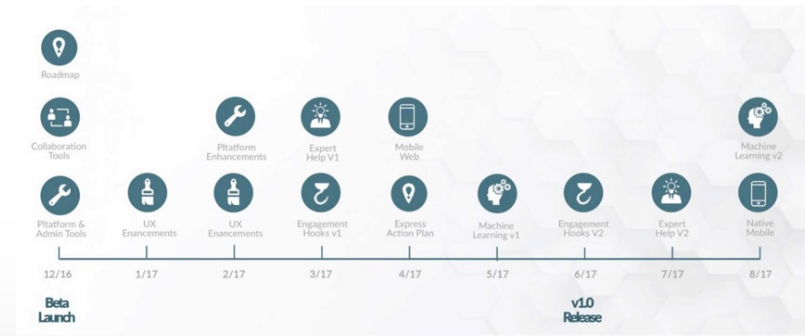 Roadmap
Collaboration
Tools
Pltatform
Enhancements
Expert
Help V1
Mobile
Web
Machine
Learning v2
Pltatform &
Admin Tools
UX
Enancements
UX
Enancements
Engagement
Hooks v1
Express
Action Plan
Machine
Learning v1
Engagement
Hooks V2
Expert
Help V2
Native
Mobile
12/16
1/17
2/17
3/17
4/17
5/17
6/17
7/17
8/17
Beta
Launch
v1.0
Release